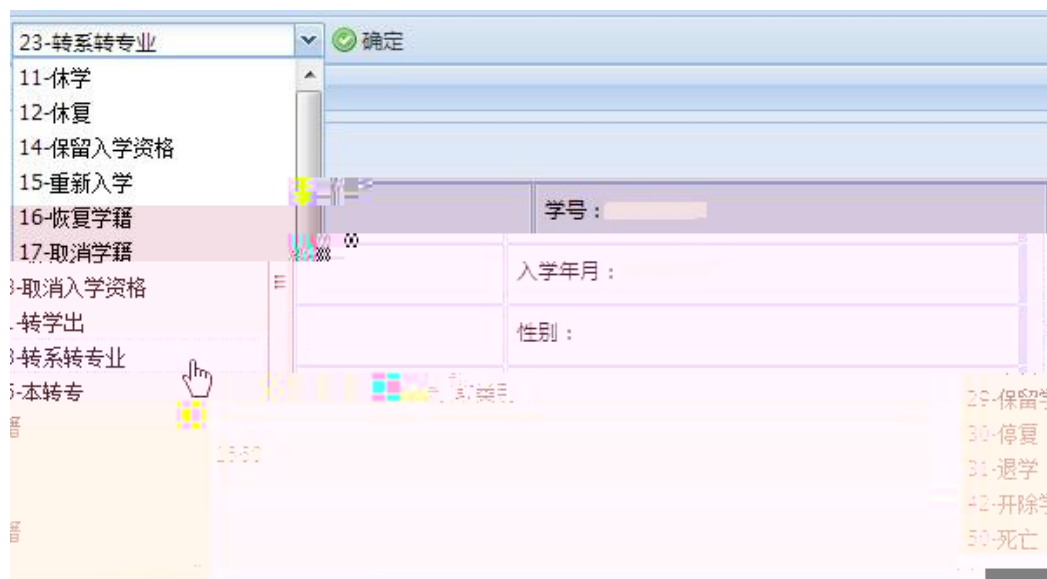 23-转系转专业
确定
11-休学
12-休复
14-保留入学资格
15-重新入学
16-恢复学籍
学号：
17-取消学籍
入学年月：
-取消入学资格
-转学出
性别：
-转系转专业
-本转专
29-保留学
30-停复
31-退学
42-开除学
50-死亡